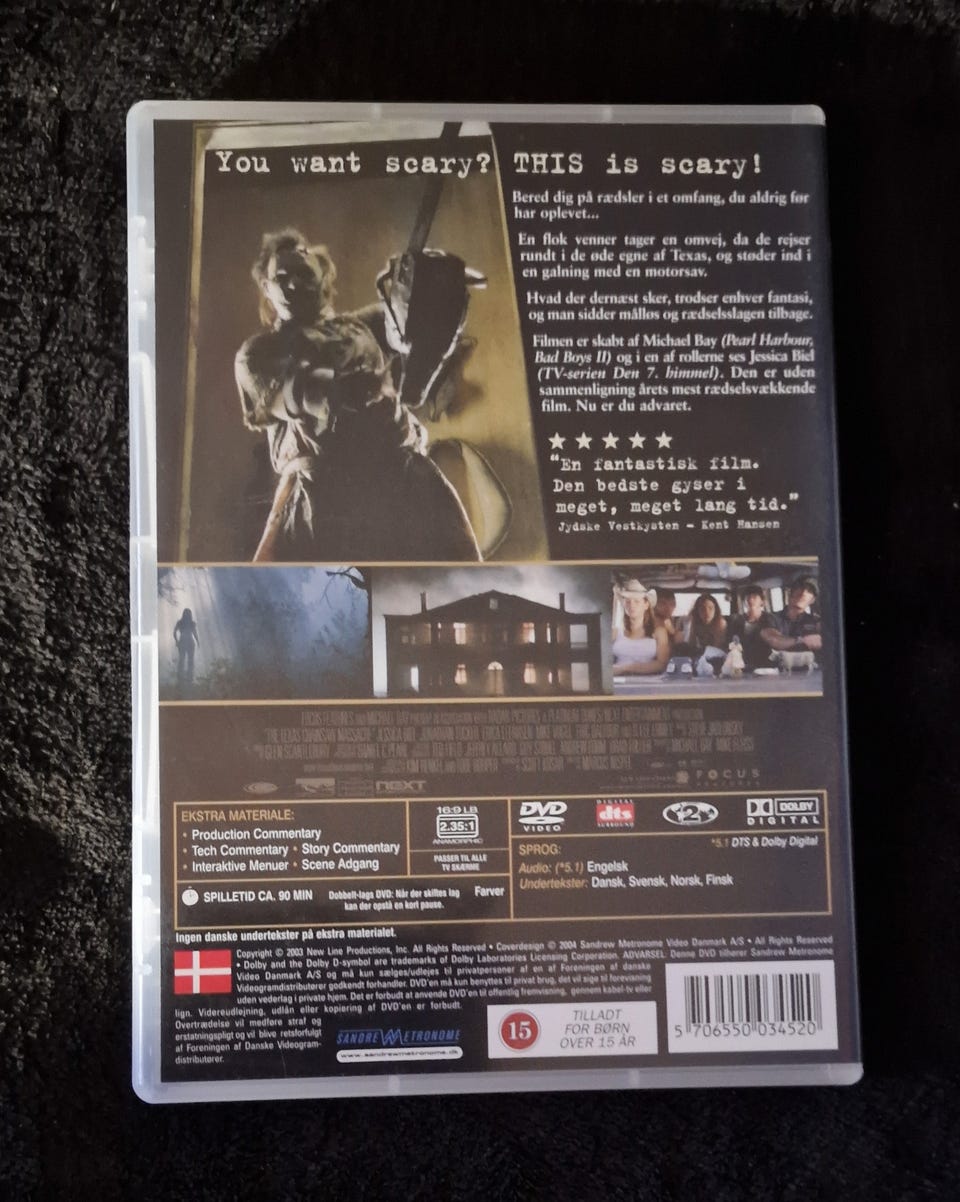 You want scary? THIS is scary!
Bered dig på rædsler i et omfang, du aldrig før
har oplevet...
En flok venner tager en omvej, da de rejser
rundt i de øde egne af Texas, og støder ind i
en galning med en motorsav.
Hvad der dernæst sker, trodser enhver fantasi,
og man sidder målløs og rædselsslagen tilbage.
Filmen er skabt af Michael Bay (Pearl Harbour,
Bad Boys II) og i en af rollerne ses Jessica Biel
(TV-serien Den 7. himmel). Den er uden
sammenligning årets mest rædselsvækkende
film. Nu er du advaret.
★★★★★
"En fantastisk film.
Den bedste gyser i
meget, meget lang tid."
Jydske Vestkysten - Kent Hansen
NEXT
FOCUS
FEATURES
EKSTRA MATERIALE:
• Production Commentary
• Tech Commentary • Story Commentary
• Interaktive Menuer • Scene Adgang
16:9 LB
2.35:1
ANAMORPHIC
PASSER TIL ALLE
TV SKÆRME
SPILLETID CA. 90 MIN
Dobbelt-lags DVD: Når der skiftes lag
kan der opstå en kort pause.
Farver
DVD
VIDEO
DIGITAL
dts
SURROUND
2
DOLBY
DIGITAL
*5.1 DTS & Dolby Digital
SPROG:
Audio: (*5.1) Engelsk
Undertekster: Dansk, Svensk, Norsk, Finsk
Ingen danske undertekster på ekstra materialet.
Copyright © 2003 New Line Productions, Inc. All Rights Reserved • Coverdesign © 2004 Sandrew Metronome Video Danmark A/S • All Rights Reserved
• Dolby and the Dolby D-symbol are trademarks of Dolby Laboratories Licensing Corporation. ADVARSEL: Denne DVD tilhører Sandrew Metronome
Video Danmark A/S og må kun sælges/udlejes til privatpersoner af en af Foreningen af danske
Videogramdistributører godkendt forhandler. DVD'en må kun benyttes til privat brug, det vil sige til forevisning
uden vederlag i private hjem. Det er forbudt at anvende DVD'en til offentlig fremvisning, gennem kabel-tv eller
lign. Videreudlejning, udlån eller kopiering af DVD'en er forbudt.
Overtrædelse vil medføre straf og
erstatningspligt og vil blive retsforfulgt
af Foreningen af Danske Videogram-
distributører.
SANDREW METRONOME
www.sandrewmetronome.dk
15
TILLADT
FOR BØRN
OVER 15 ÅR
5 706550 034520